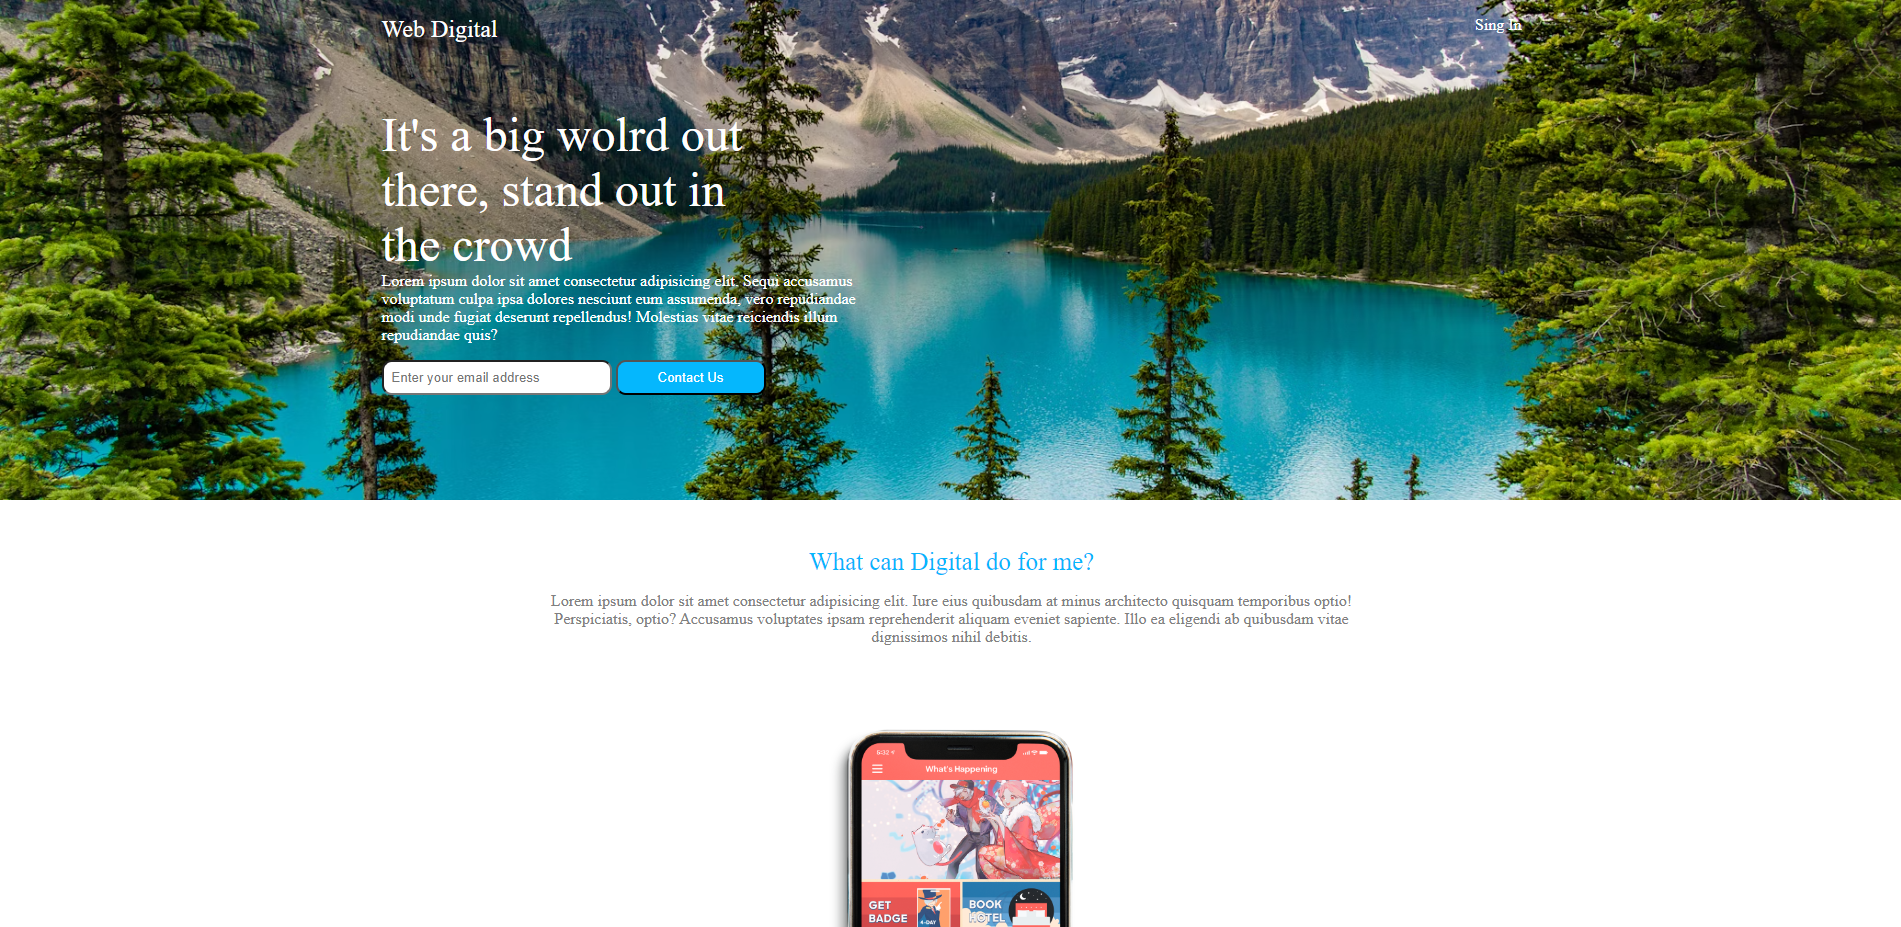 Web Digital
Sing In
It's a big wolrd out
there, stand out in
the crowd
Lorem ipsum dolor sit amet consectetur adipisicing elit. Sequi accusamus
voluptatum culpa ipsa dolores nesciunt eum assumenda, vero repudiandae
modi unde fugiat deserunt repellendus! Molestias vitae reiciendis illum
repudiandae quis?
Enter your email address
Contact Us
What can Digital do for me?
Lorem ipsum dolor sit amet consectetur adipisicing elit. Iure eius quibusdam at minus architecto quisquam temporibus optio!
Perspiciatis, optio? Accusamus voluptates ipsam reprehenderit aliquam eveniet sapiente. Illo ea eligendi ab quibusdam vitae
dignissimos nihil debitis.
5:32
What's Happening
GET
BADGE
4-DAY
BOOK
HOTEL